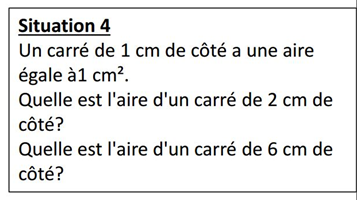 Situation 4
Un carré de 1 cm de côté a une aire
égale à1 cm².
Quelle est l'aire d'un carré de 2 cm de
côté?
Quelle est l'aire d'un carré de 6 cm de
côté?